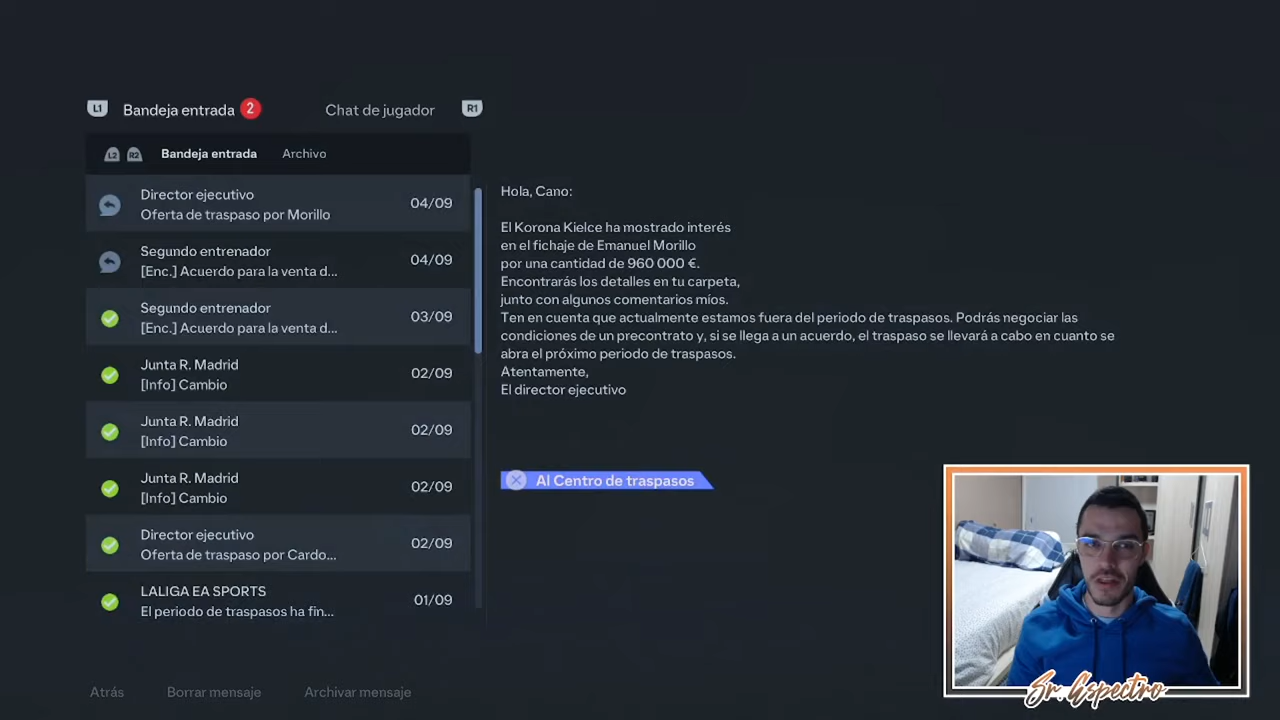 L1 Bandeja entrada 2 Chat de jugador R1
L2 R2 Bandeja entrada Archivo
Director ejecutivo
Oferta de traspaso por Morillo 04/09
Segundo entrenador
[Enc.] Acuerdo para la venta d... 04/09
Segundo entrenador
[Enc.] Acuerdo para la venta d... 03/09
Junta R. Madrid
[Info] Cambio 02/09
Junta R. Madrid
[Info] Cambio 02/09
Junta R. Madrid
[Info] Cambio 02/09
Director ejecutivo
Oferta de traspaso por Cardo... 02/09
LALIGA EA SPORTS
El periodo de traspasos ha fin... 01/09
Hola, Cano:
El Korona Kielce ha mostrado interés
en el fichaje de Emanuel Morillo
por una cantidad de 960 000 €.
Encontrarás los detalles en tu carpeta,
junto con algunos comentarios míos.
Ten en cuenta que actualmente estamos fuera del periodo de traspasos. Podrás negociar las
condiciones de un precontrato y, si se llega a un acuerdo, el traspaso se llevará a cabo en cuanto se
abra el próximo periodo de traspasos.
Atentamente,
El director ejecutivo
Al Centro de traspasos
Sr. Espectro
Atrás Borrar mensaje Archivar mensaje